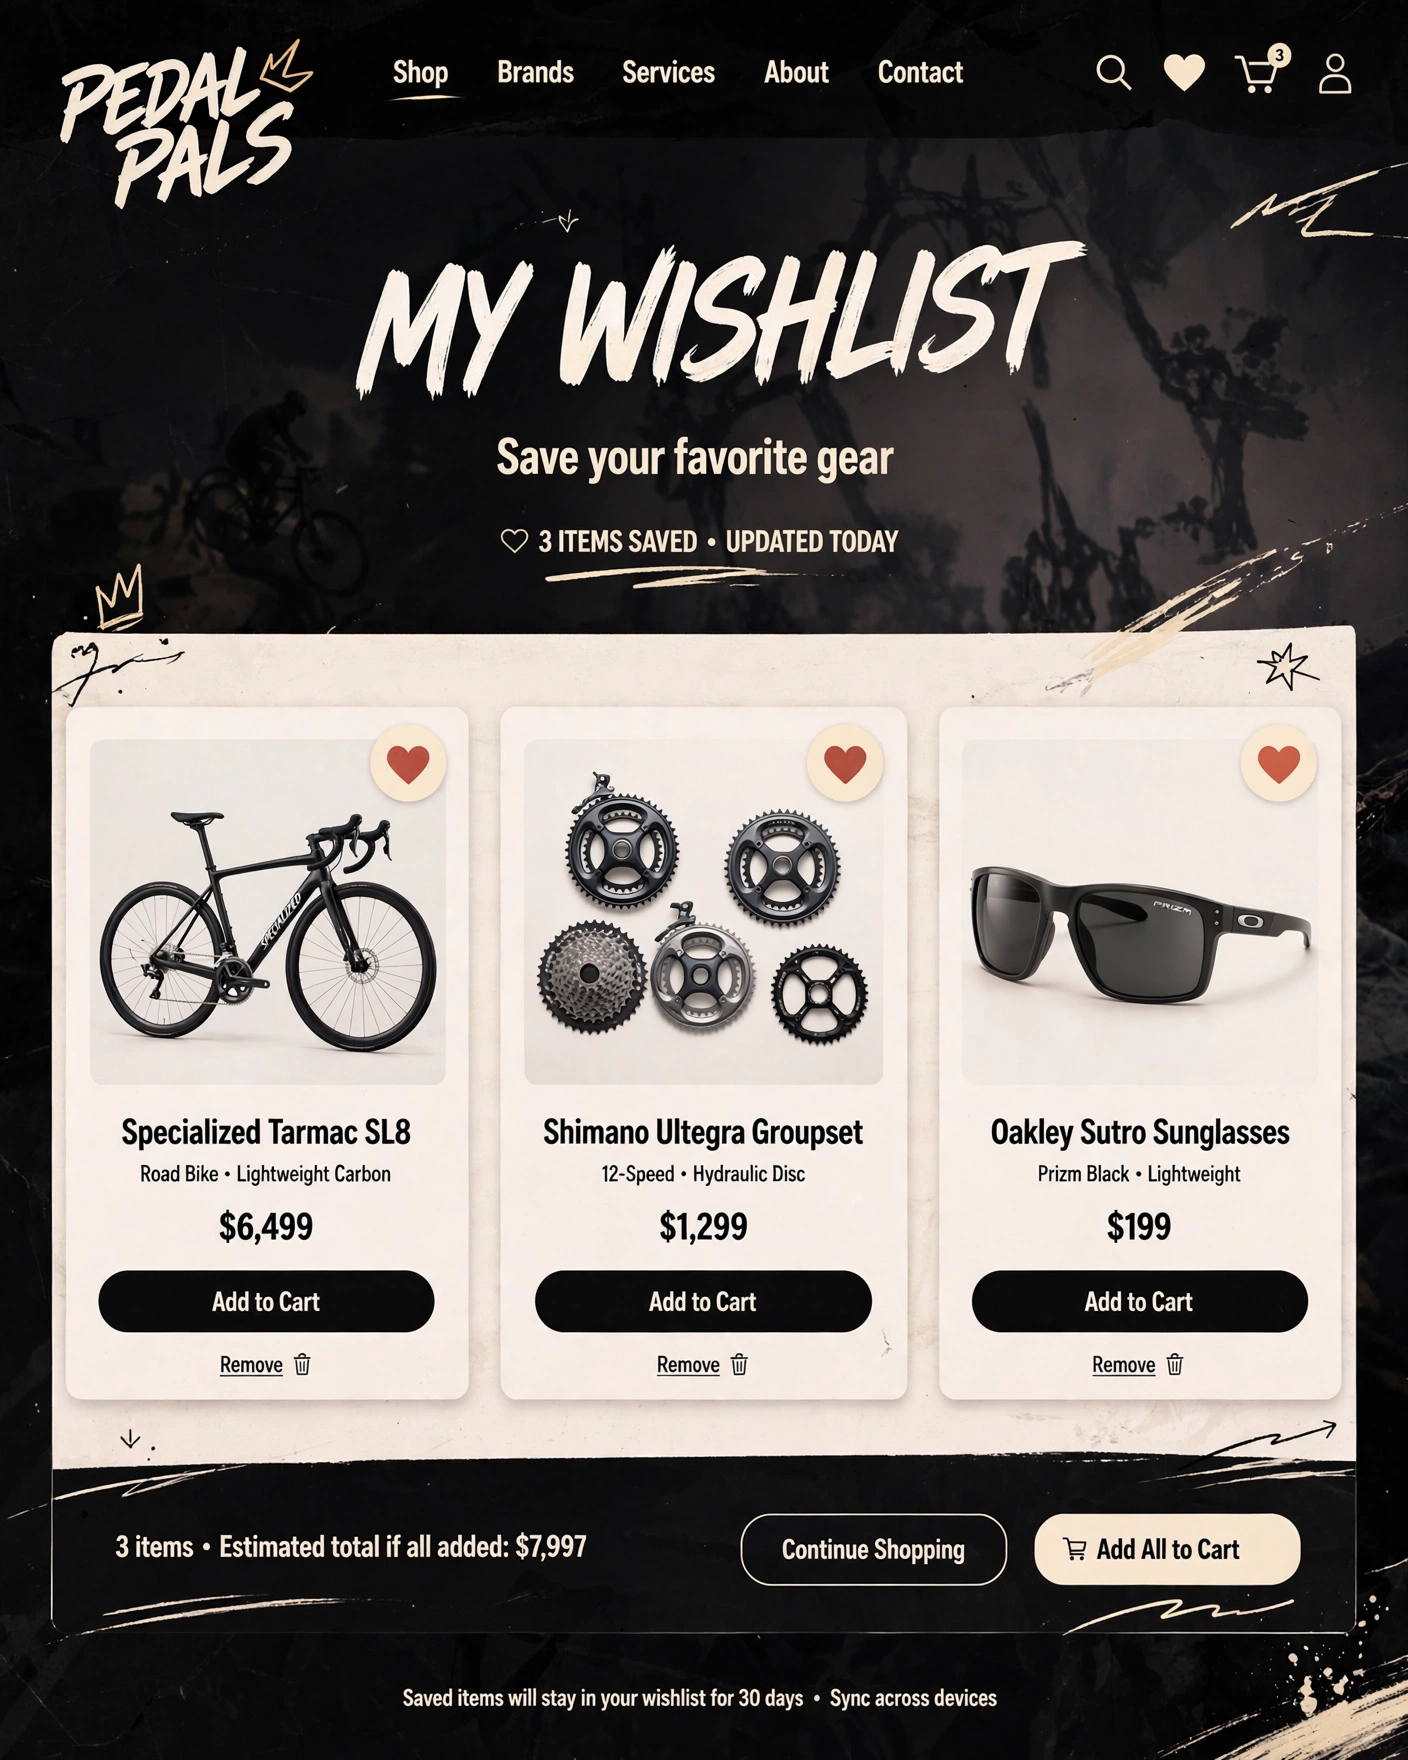 PEDAL
PALS
Shop
Brands
Services
About
Contact
3
MY WISHLIST
Save your favorite gear
3 ITEMS SAVED • UPDATED TODAY
SPECIALIZED
PRIZM
Specialized Tarmac SL8
Road Bike • Lightweight Carbon
$6,499
Add to Cart
Remove
Shimano Ultegra Groupset
12-Speed • Hydraulic Disc
$1,299
Add to Cart
Remove
Oakley Sutro Sunglasses
Prizm Black • Lightweight
$199
Add to Cart
Remove
3 items • Estimated total if all added: $7,997
Continue Shopping
Add All to Cart
Saved items will stay in your wishlist for 30 days • Sync across devices